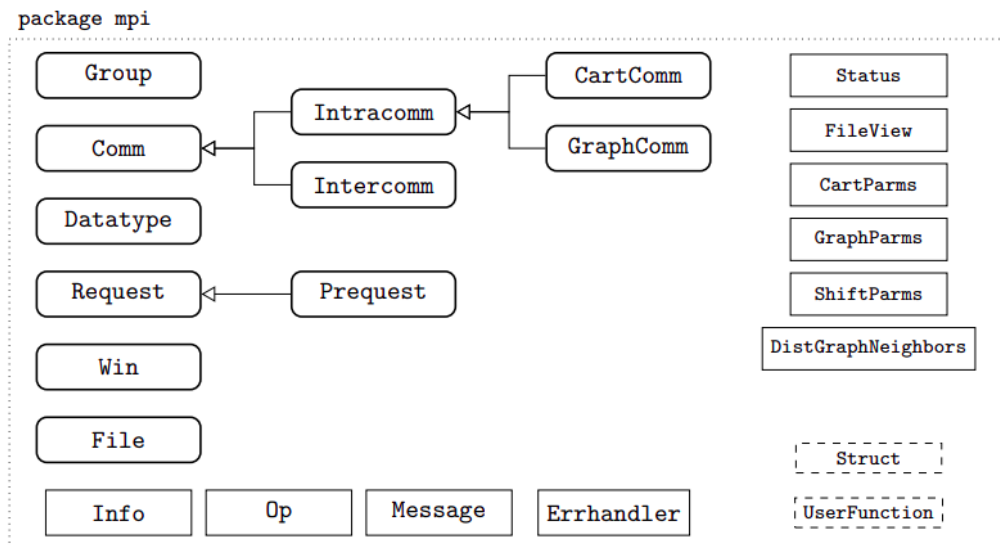 package mpi
Group
Comm
Datatype
Request
Win
File
Intracomm
Intercomm
Prequest
CartComm
GraphComm
Status
FileView
CartParms
GraphParms
ShiftParms
DistGraphNeighbors
Struct
UserFunction
Info
Op
Message
Errhandler